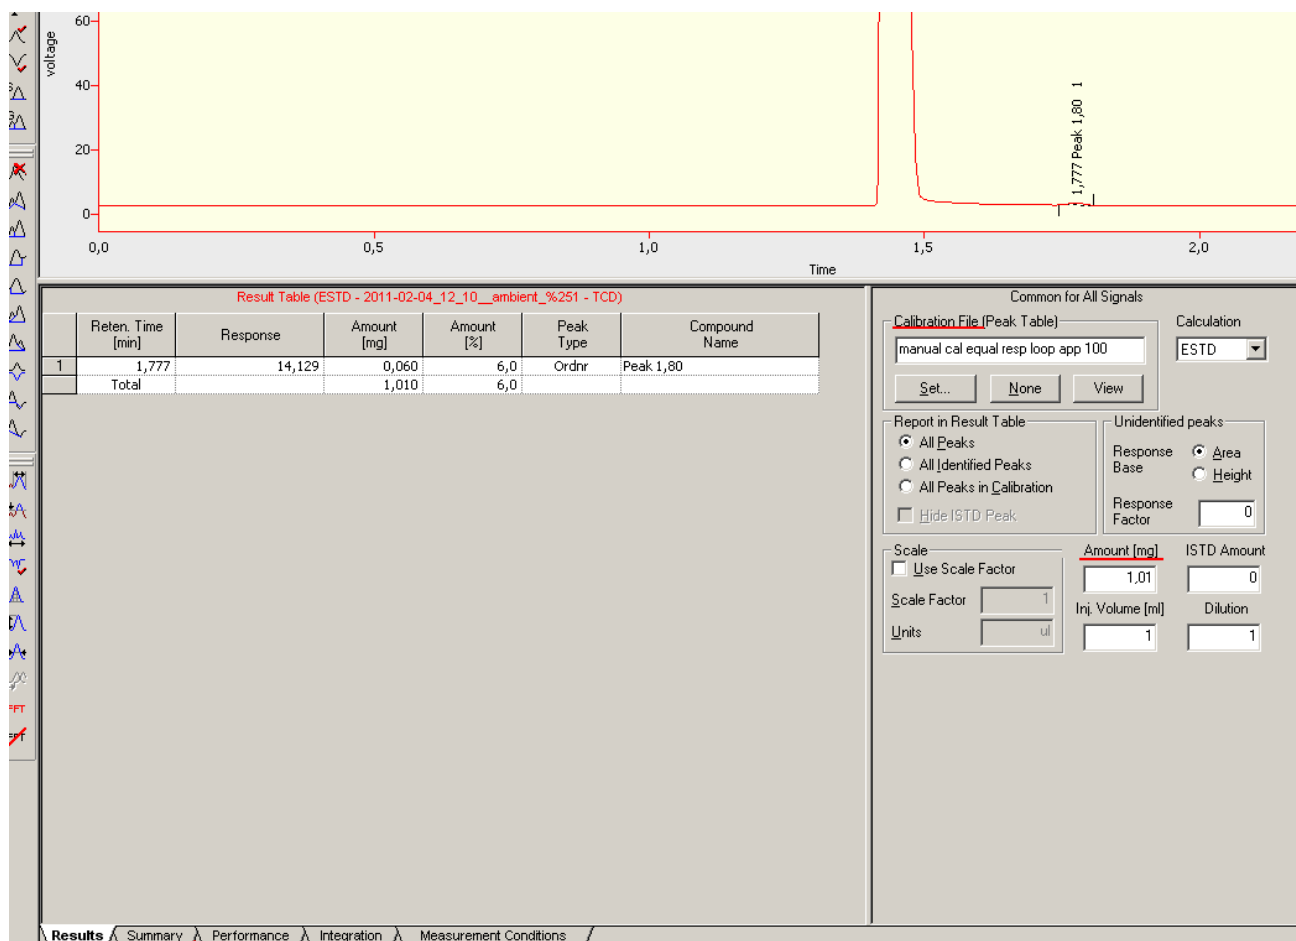 60
40
20
0
voltage
1,777 Peak 1,80 1
0,0 0,5 1,0 1,5 2,0
Time
Result Table (ESTD - 2011-02-04_12_10__ambient_%251 - TCD)
Reten. Time [min] Response Amount [mg] Amount [%] Peak Type Compound Name
1 1,777 14,129 0,060 6,0 Ordnr Peak 1,80
Total 1,010 6,0
Common for All Signals
Calibration File (Peak Table)
manual cal equal resp loop app 100
Set... None View
Calculation
ESTD
Report in Result Table
All Peaks
All Identified Peaks
All Peaks in Calibration
Hide ISTD Peak
Unidentified peaks
Response Base
Area
Height
Response Factor 0
Scale
Use Scale Factor
Scale Factor 1
Units ul
Amount [mg] ISTD Amount
1,01 0
Inj. Volume [ml] Dilution
1 1
Results Summary Performance Integration Measurement Conditions